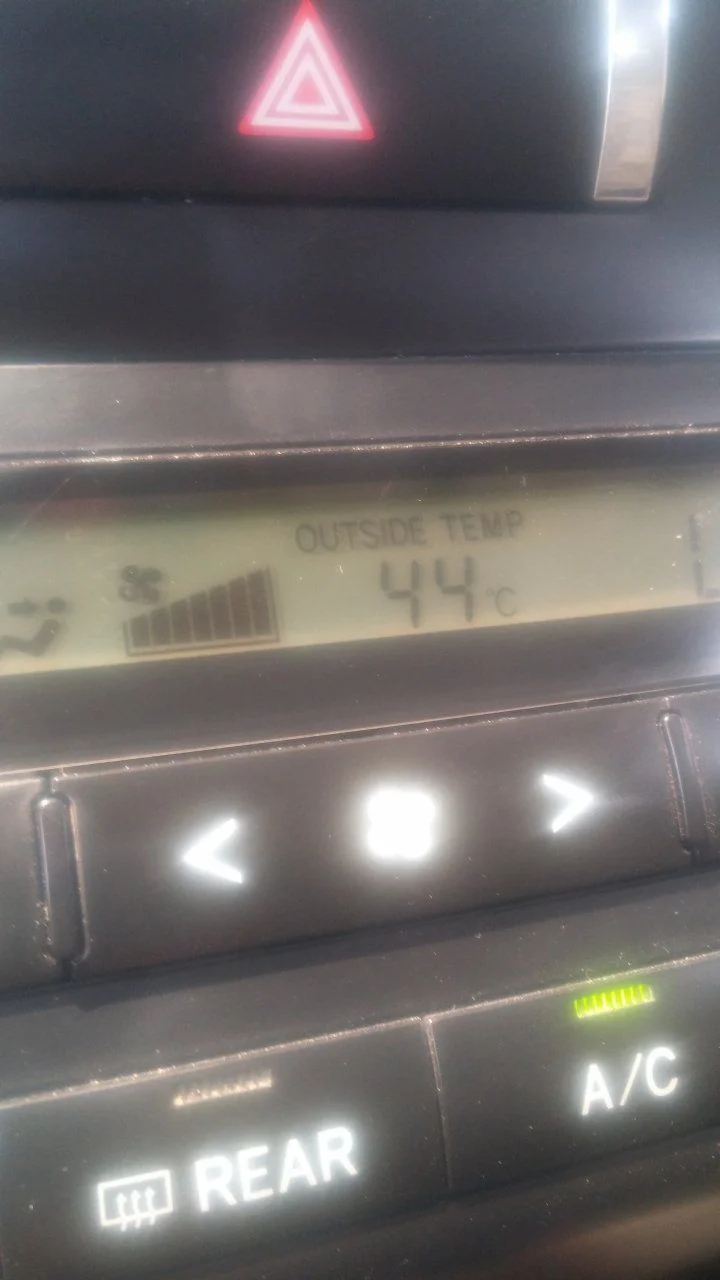 OUTSIDE TEMP
44°C
< >
REAR
A/C